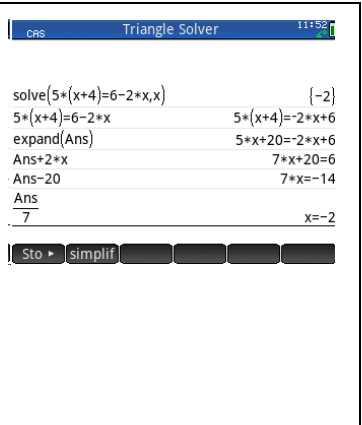 CAS Triangle Solver 11:52
solve(5*(x+4)=6-2*x,x) {-2}
5*(x+4)=6-2*x 5*(x+4)=-2*x+6
expand(Ans) 5*x+20=-2*x+6
Ans+2*x 7*x+20=6
Ans-20 7*x=-14
Ans
7 x=-2
Sto ► simplif